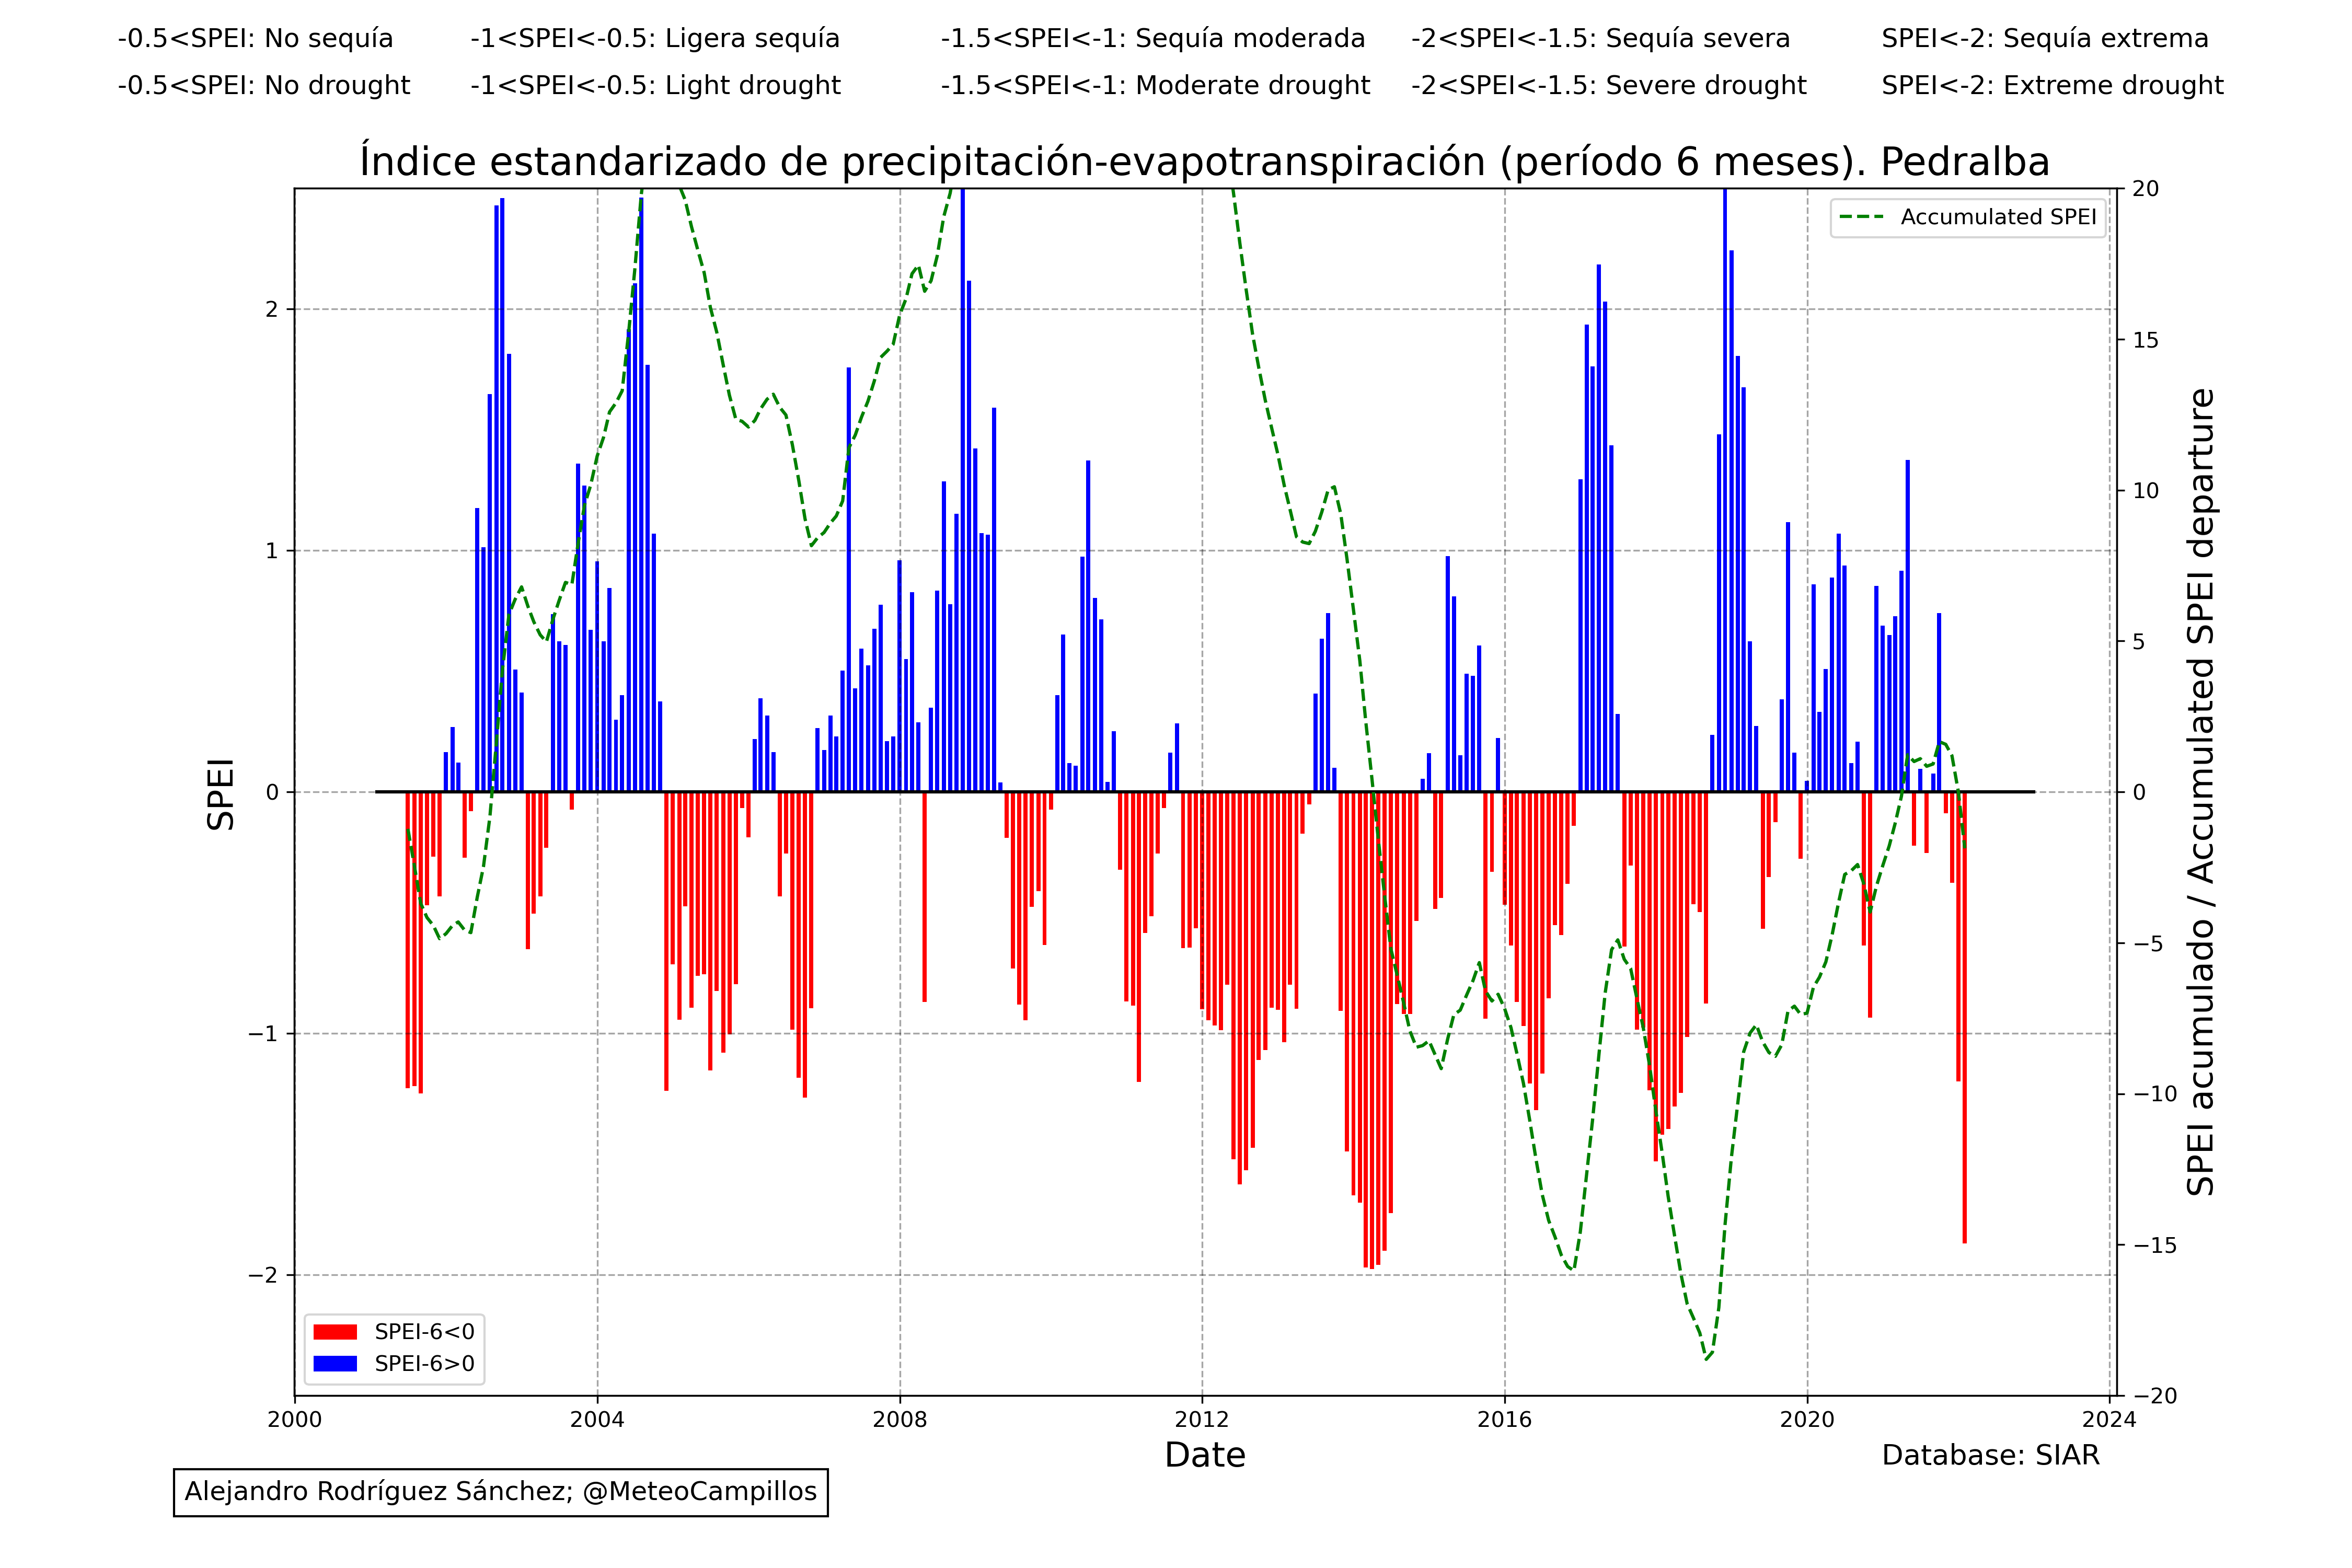 -0.5<SPEI: No sequía -1<SPEI<-0.5: Ligera sequía -1.5<SPEI<-1: Sequía moderada -2<SPEI<-1.5: Sequía severa SPEI<-2: Sequía extrema
-0.5<SPEI: No drought -1<SPEI<-0.5: Light drought -1.5<SPEI<-1: Moderate drought -2<SPEI<-1.5: Severe drought SPEI<-2: Extreme drought
Índice estandarizado de precipitación-evapotranspiración (período 6 meses). Pedralba
Accumulated SPEI
SPEI
2
1
0
−1
−2
20
15
10
5
0
−5
−10
−15
−20
SPEI acumulado / Accumulated SPEI departure
SPEI-6<0
SPEI-6>0
2000 2004 2008 2012 2016 2020 2024
Date
Database: SIAR
Alejandro Rodríguez Sánchez; @MeteoCampillos